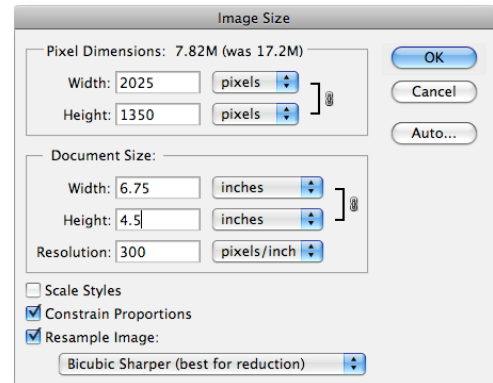 Image Size
Pixel Dimensions: 7.82M (was 17.2M)
OK
Width: 2025 pixels
Cancel
Height: 1350 pixels
Auto...
Document Size:
Width: 6.75 inches
Height: 4.5 inches
Resolution: 300 pixels/inch
Scale Styles
Constrain Proportions
Resample Image:
Bicubic Sharper (best for reduction)